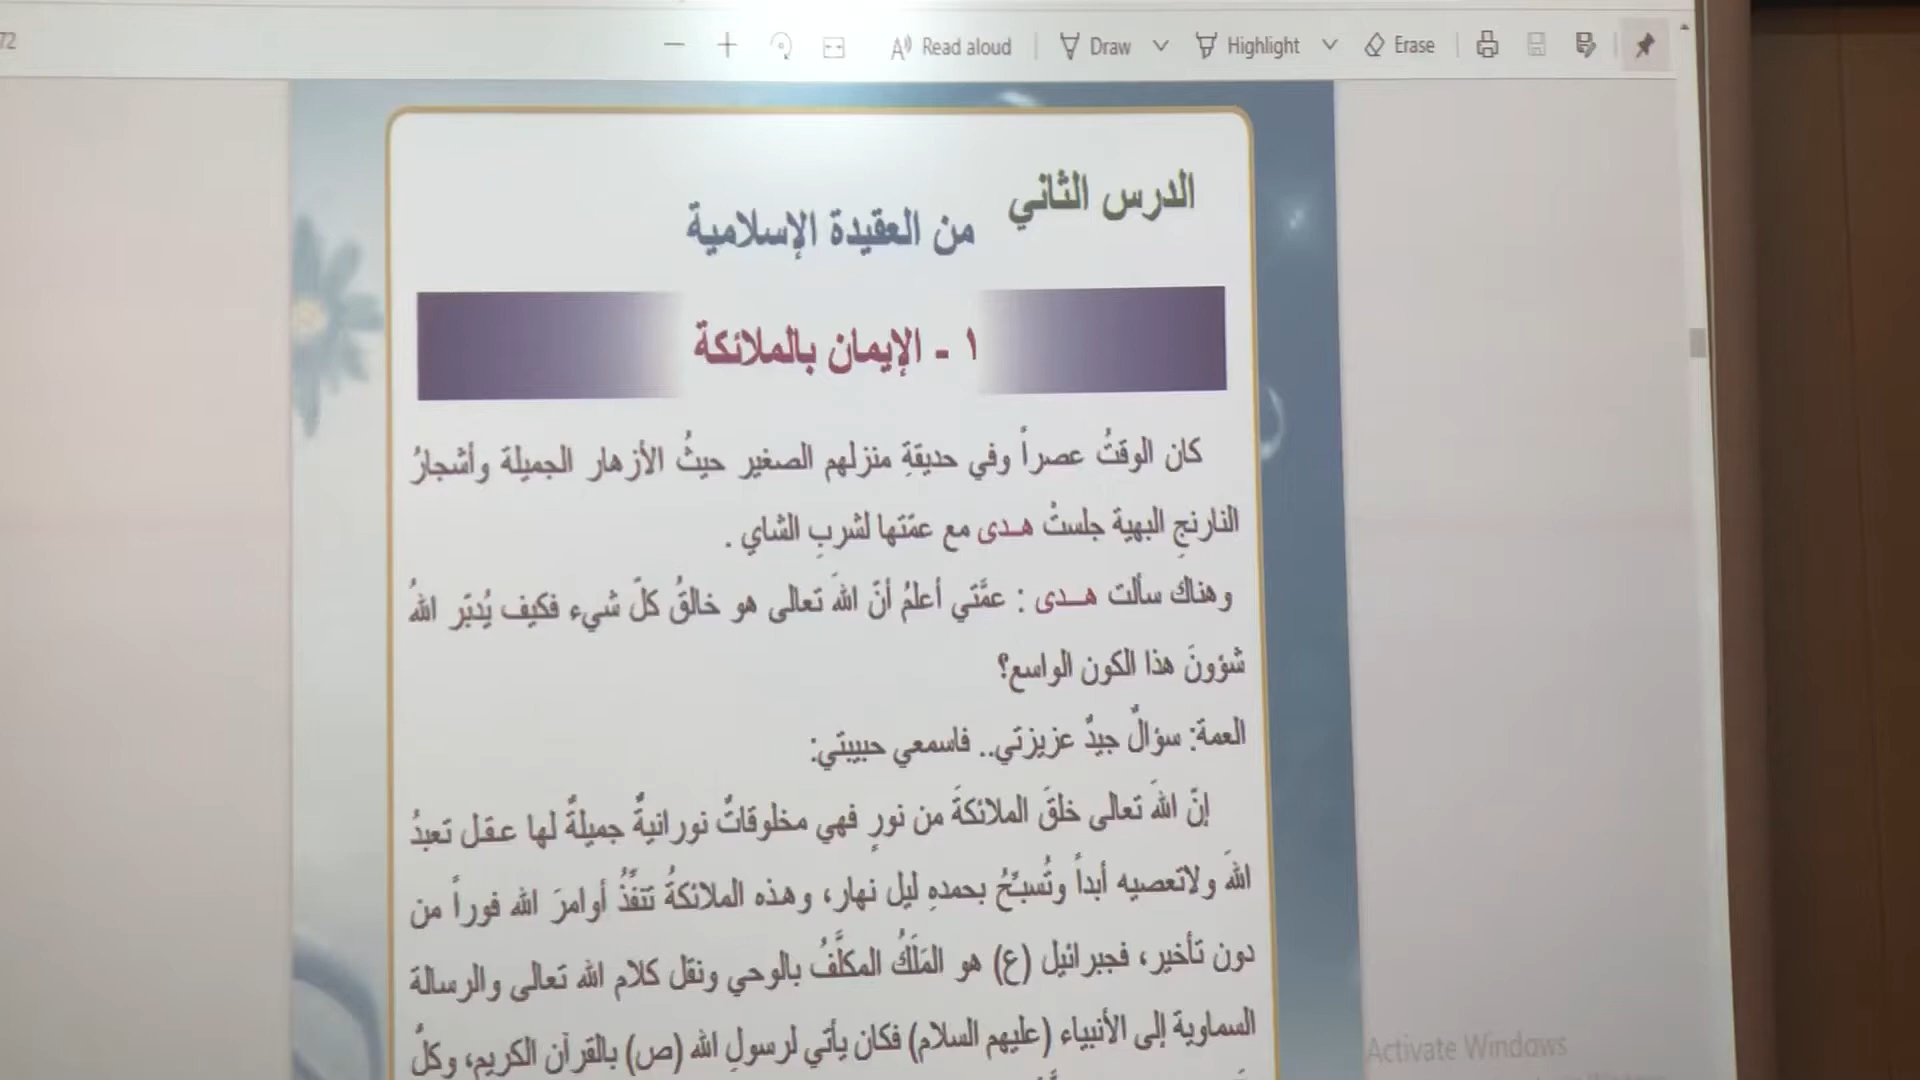 72
Read aloud
Draw
Highlight
Erase
الدرس الثاني
من العقيدة الإسلامية
١ - الإيمان بالملائكة
كان الوقتُ عصراً وفي حديقةِ منزلهم الصغير حيثُ الأزهار الجميلة وأشجارُ
النارنجِ البهية جلستُ هـدى مع عمّتها لشربِ الشاي .
وهناك سألت هـدى : عمَّتي أعلمُ أنّ اللهَ تعالى هو خالقُ كلّ شيء فكيف يُدبّر اللهُ
شؤونَ هذا الكون الواسع؟
العمة: سؤالٌ جيدٌ عزيزتي.. فاسمعي حبيبتي:
إنّ اللهَ تعالى خلقَ الملائكةَ من نورٍ فهي مخلوقاتٌ نورانيةٌ جميلةٌ لها عقل تعبدُ
اللهَ ولاتعصيه أبداً وتُسبّحُ بحمدهِ ليل نهار، وهذه الملائكةُ تنفّذُ أوامرَ الله فوراً من
دون تأخير، فجبرائيل (ع) هو المَلَكُ المكلَّفُ بالوحي ونقل كلام الله تعالى والرسالة
السماوية إلى الأنبياء (عليهم السلام) فكان يأتي لرسولِ الله (ص) بالقرآن الكريم، وكلُّ
Activate Windows